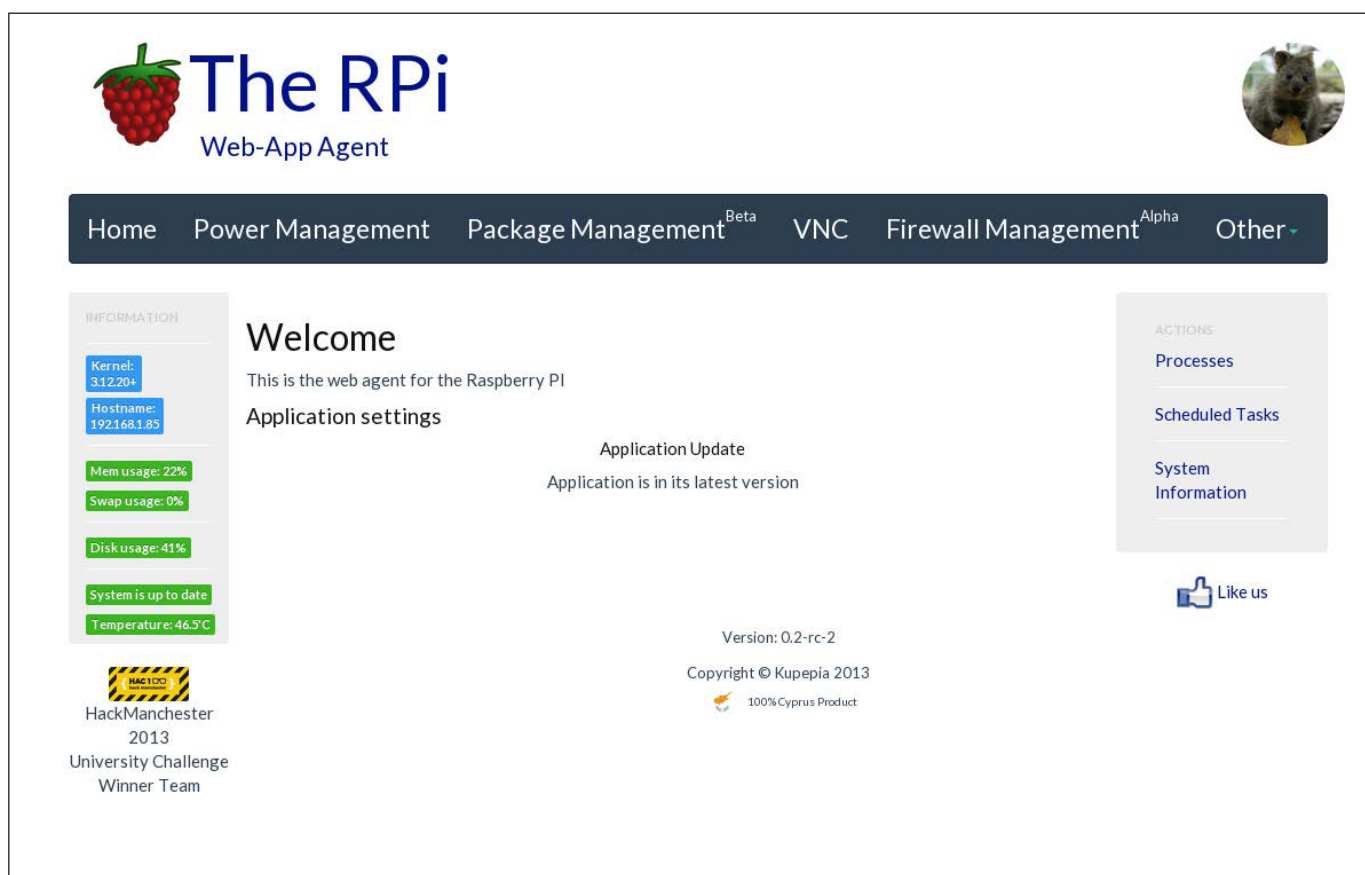 The RPi
Web-App Agent
Home Power Management Package Management Beta VNC Firewall Management Alpha Other
INFORMATION
Kernel:
3.12.20+
Hostname:
192.168.1.85
Mem usage: 22%
Swap usage: 0%
Disk usage: 41%
System is up to date
Temperature: 46.5'C
HAC100
hack manchester
HackManchester
2013
University Challenge
Winner Team
Welcome
This is the web agent for the Raspberry PI
Application settings
Application Update
Application is in its latest version
Version: 0.2-rc-2
Copyright © Kupepia 2013
100% Cyprus Product
ACTIONS
Processes
Scheduled Tasks
System
Information
Like us